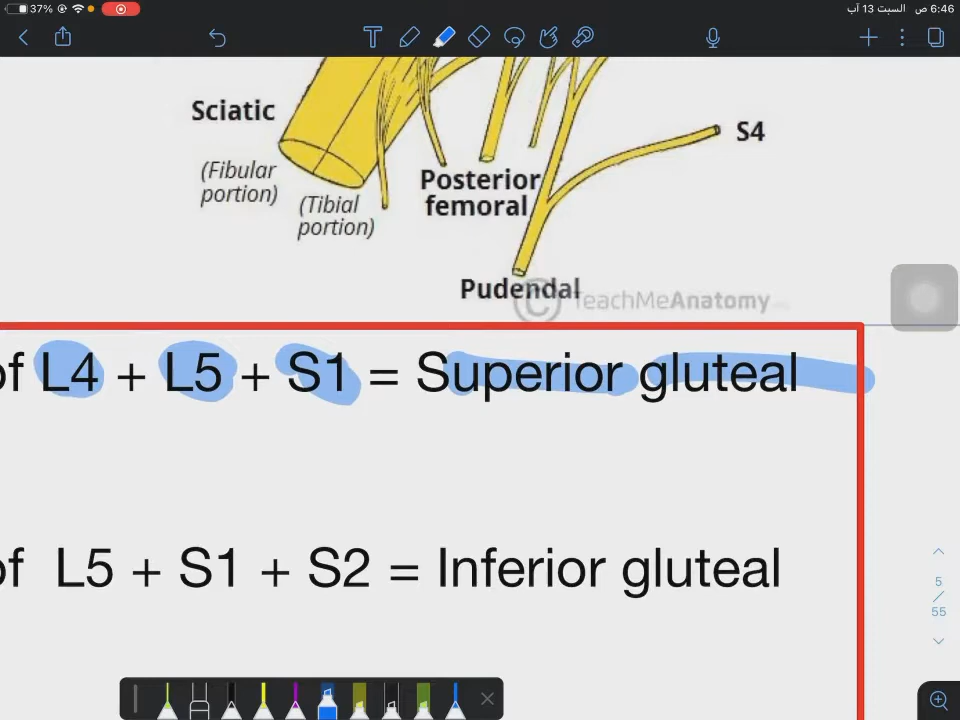 37%
6:46 ص السبت 13 آب
Sciatic
S4
(Fibular
portion)
(Tibial
portion)
Posterior
femoral
Pudendal
© TeachMeAnatomy
of L4 + L5 + S1 = Superior gluteal
of L5 + S1 + S2 = Inferior gluteal
5
/
55